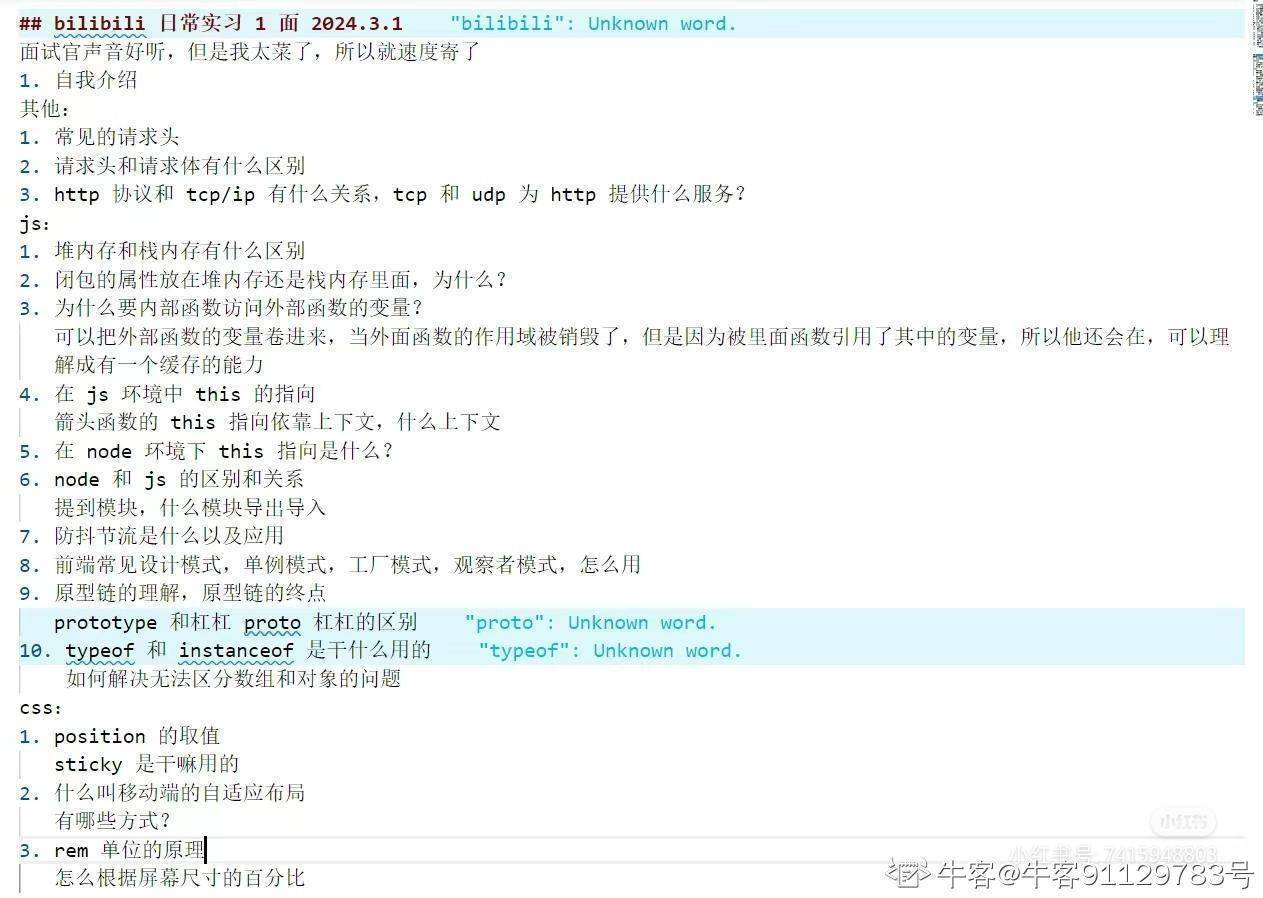 ## bilibili 日常实习 1 面 2024.3.1 "bilibili": Unknown word.
面试官声音好听，但是我太菜了，所以就速度寄了
1. 自我介绍
其他：
1. 常见的请求头
2. 请求头和请求体有什么区别
3. http 协议和 tcp/ip 有什么关系，tcp 和 udp 为 http 提供什么服务？
js：
1. 堆内存和栈内存有什么区别
2. 闭包的属性放在堆内存还是栈内存里面，为什么？
3. 为什么要内部函数访问外部函数的变量？
可以把外部函数的变量卷进来，当外面函数的作用域被销毁了，但是因为被里面函数引用了其中的变量，所以他还会在，可以理
解成有一个缓存的能力
4. 在 js 环境中 this 的指向
箭头函数的 this 指向依靠上下文，什么上下文
5. 在 node 环境下 this 指向是什么？
6. node 和 js 的区别和关系
提到模块，什么模块导出导入
7. 防抖节流是什么以及应用
8. 前端常见设计模式，单例模式，工厂模式，观察者模式，怎么用
9. 原型链的理解，原型链的终点
prototype 和杠杠 proto 杠杠的区别 "proto": Unknown word.
10. typeof 和 instanceof 是干什么用的 "typeof": Unknown word.
如何解决无法区分数组和对象的问题
css：
1. position 的取值
sticky 是干嘛用的
2. 什么叫移动端的自适应布局
有哪些方式？
3. rem 单位的原理
怎么根据屏幕尺寸的百分比
小红书
小红书号: 7415948803
牛客@牛客91129783号